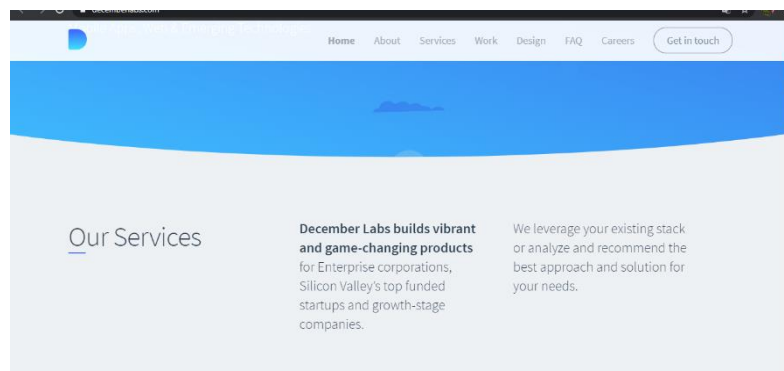 decemberlabs.com
Home About Services Work Design FAQ Careers Get in touch
Our Services
December Labs builds vibrant
and game-changing products
for Enterprise corporations,
Silicon Valley's top funded
startups and growth-stage
companies.
We leverage your existing stack
or analyze and recommend the
best approach and solution for
your needs.